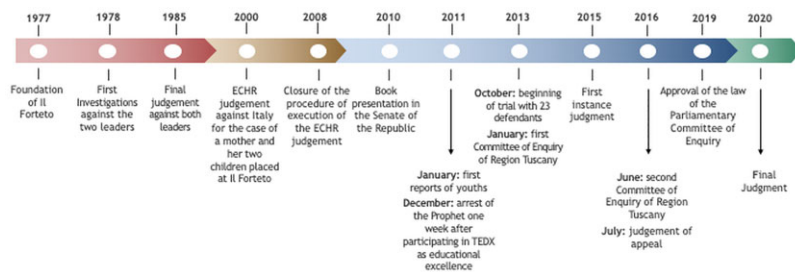 1977
1978
1985
2000
2008
2010
2011
2013
2015
2016
2019
2020
Foundation
of Il
Forteto
First
Investigations
against the
two leaders
Final
judgement
against both
leaders
ECHR
judgement
against Italy
for the case of
a mother and
her two
children placed
at Il Forteto
Closure of the
procedure of
execution of
the ECHR
judgement
Book
presentation in
the Senate of
the Republic
January: first
reports of youths
December: arrest of
the Prophet one
week after
participating in TEDX
as educational
excellence
October: beginning
of trial with 23
defendants
January: first
Committee of Enquiry
of Region Tuscany
First
instance
judgment
June: second
Committee of
Enquiry of Region
Tuscany
July: judgement of
appeal
Approval of the law
of the
Parliamentary
Committee of
Enquiry
Final
Judgment